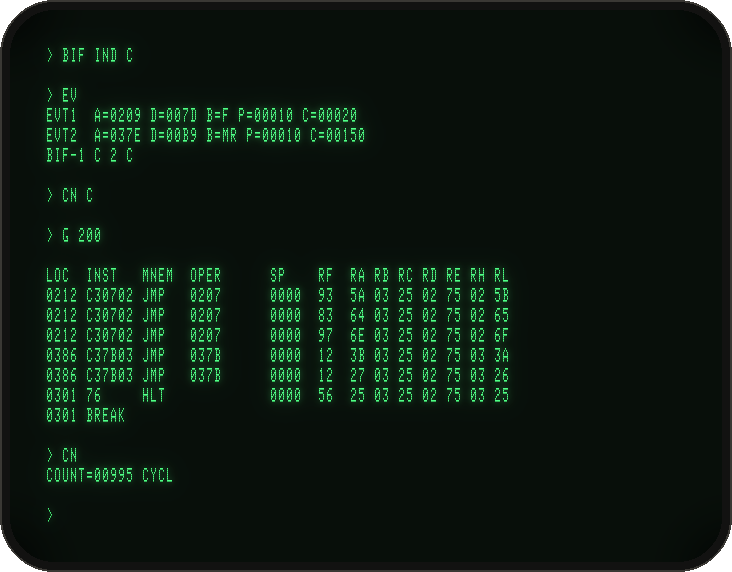 > BIF IND C
> EV
EVT1  A=0209 D=007D B=F P=00010 C=00020
EVT2  A=037E D=00B9 B=MR P=00010 C=00150
BIF-1 C 2 C
> CN C
> G 200
LOC  INST   MNEM  OPER      SP    RF  RA RB RC RD RE RH RL
0212 C30702 JMP   0207      0000  93  5A 03 25 02 75 02 5B
0212 C30702 JMP   0207      0000  83  64 03 25 02 75 02 65
0212 C30702 JMP   0207      0000  97  6E 03 25 02 75 02 6F
0386 C37B03 JMP   037B      0000  12  3B 03 25 02 75 03 3A
0386 C37B03 JMP   037B      0000  12  27 03 25 02 75 03 26
0301 76     HLT             0000  56  25 03 25 02 75 03 25
0301 BREAK
> CN
COUNT=00995 CYCL
>